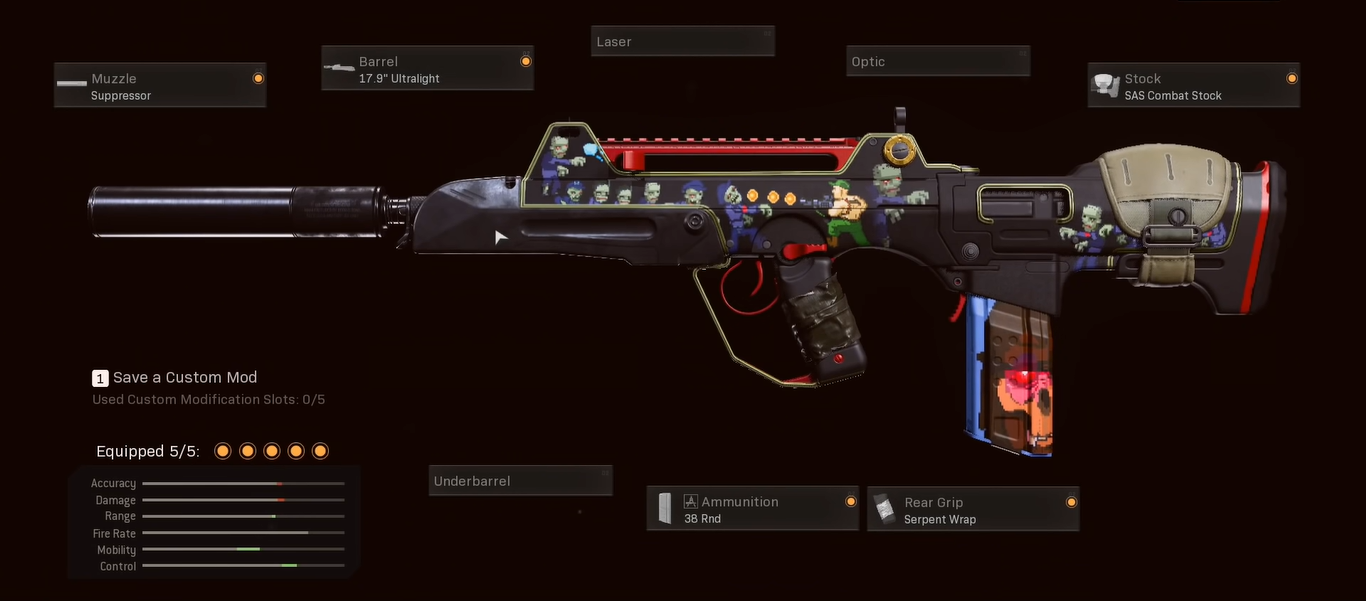 Laser
Barrel
17.9" Ultralight
Optic
Muzzle
Suppressor
Stock
SAS Combat Stock
1 Save a Custom Mod
Used Custom Modification Slots: 0/5
Equipped 5/5:
Accuracy
Damage
Range
Fire Rate
Mobility
Control
Underbarrel
Ammunition
38 Rnd
Rear Grip
Serpent Wrap